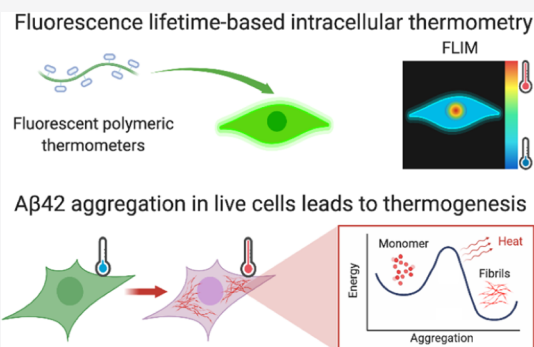 Fluorescence lifetime-based intracellular thermometry
FLIM
Fluorescent polymeric
thermometers
Aβ42 aggregation in live cells leads to thermogenesis
Monomer
Heat
Fibrils
Energy
Aggregation